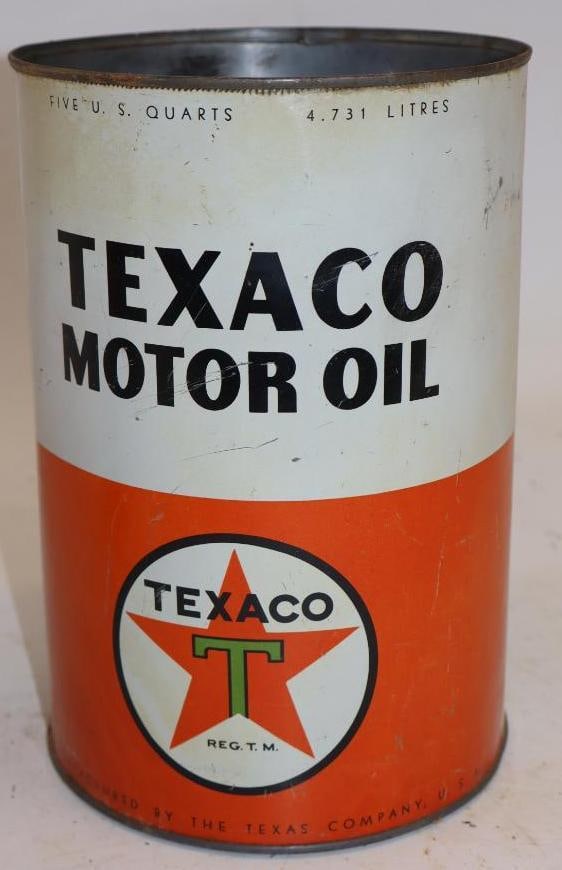 FIVE U. S. QUARTS 4.731 LITRES
TEXACO
MOTOR OIL
TEXACO
T
REG. T. M.
BY THE TEXAS COMPANY, U. S.